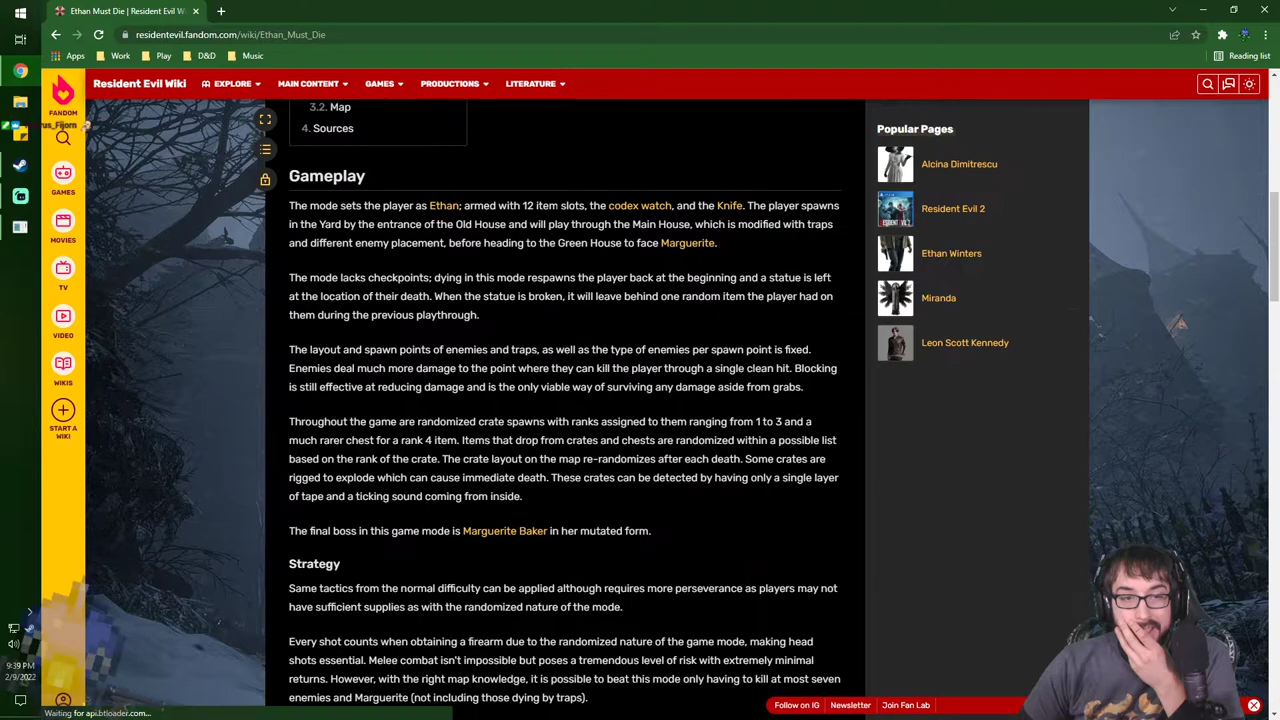 Ethan Must Die | Resident Evil W
residentevil.fandom.com/wiki/Ethan_Must_Die
Apps Work Play D&D Music Reading list
FANDOM
Resident Evil Wiki EXPLORE MAIN CONTENT GAMES PRODUCTIONS LITERATURE
GAMES
MOVIES
TV
VIDEO
WIKIS
START A
WIKI
3.2. Map
4. Sources
Gameplay
The mode sets the player as Ethan; armed with 12 item slots, the codex watch, and the Knife. The player spawns
in the Yard by the entrance of the Old House and will play through the Main House, which is modified with traps
and different enemy placement, before heading to the Green House to face Marguerite.
The mode lacks checkpoints; dying in this mode respawns the player back at the beginning and a statue is left
at the location of their death. When the statue is broken, it will leave behind one random item the player had on
them during the previous playthrough.
The layout and spawn points of enemies and traps, as well as the type of enemies per spawn point is fixed.
Enemies deal much more damage to the point where they can kill the player through a single clean hit. Blocking
is still effective at reducing damage and is the only viable way of surviving any damage aside from grabs.
Throughout the game are randomized crate spawns with ranks assigned to them ranging from 1 to 3 and a
much rarer chest for a rank 4 item. Items that drop from crates and chests are randomized within a possible list
based on the rank of the crate. The crate layout on the map re-randomizes after each death. Some crates are
rigged to explode which can cause immediate death. These crates can be detected by having only a single layer
of tape and a ticking sound coming from inside.
The final boss in this game mode is Marguerite Baker in her mutated form.
Strategy
Same tactics from the normal difficulty can be applied although requires more perseverance as players may not
have sufficient supplies as with the randomized nature of the mode.
Every shot counts when obtaining a firearm due to the randomized nature of the game mode, making head
shots essential. Melee combat isn't impossible but poses a tremendous level of risk with extremely minimal
returns. However, with the right map knowledge, it is possible to beat this mode only having to kill at most seven
enemies and Marguerite (not including those dying by traps).
Popular Pages
Alcina Dimitrescu
Resident Evil 2
Ethan Winters
Miranda
Leon Scott Kennedy
Follow on IG Newsletter Join Fan Lab
9:39 PM
2/9/2022
Waiting for api.btloader.com...